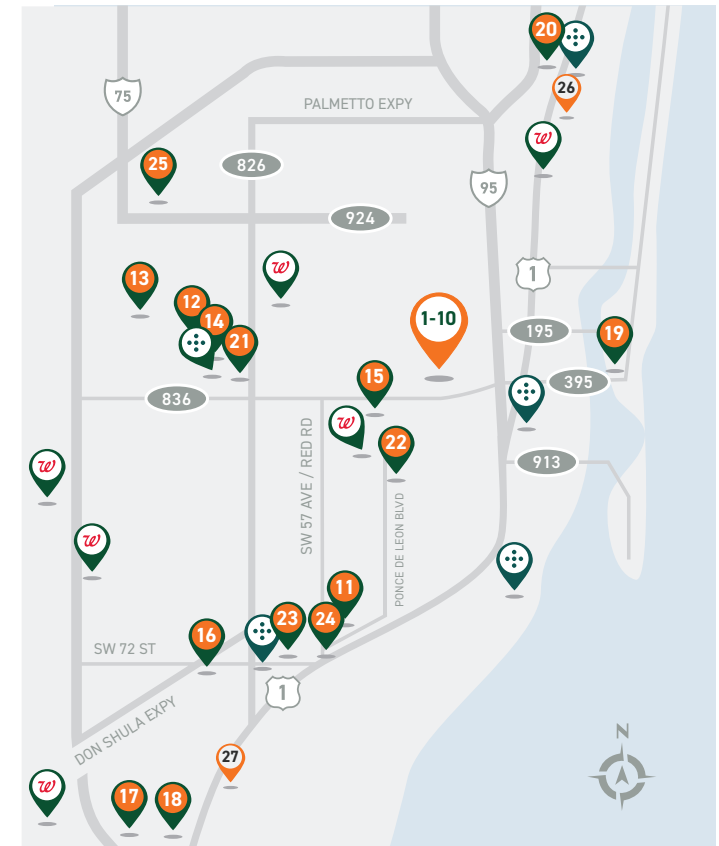 20
26
75
PALMETTO EXPY
w
25
826
95
924
w
13
1
12
14
1-10
21
195
19
15
395
836
w
22
w
913
SW 57 AVE / RED RD
PONCE DE LEON BLVD
w
11
23
24
16
SW 72 ST
1
DON SHULA EXPY
N
27
w
17
18